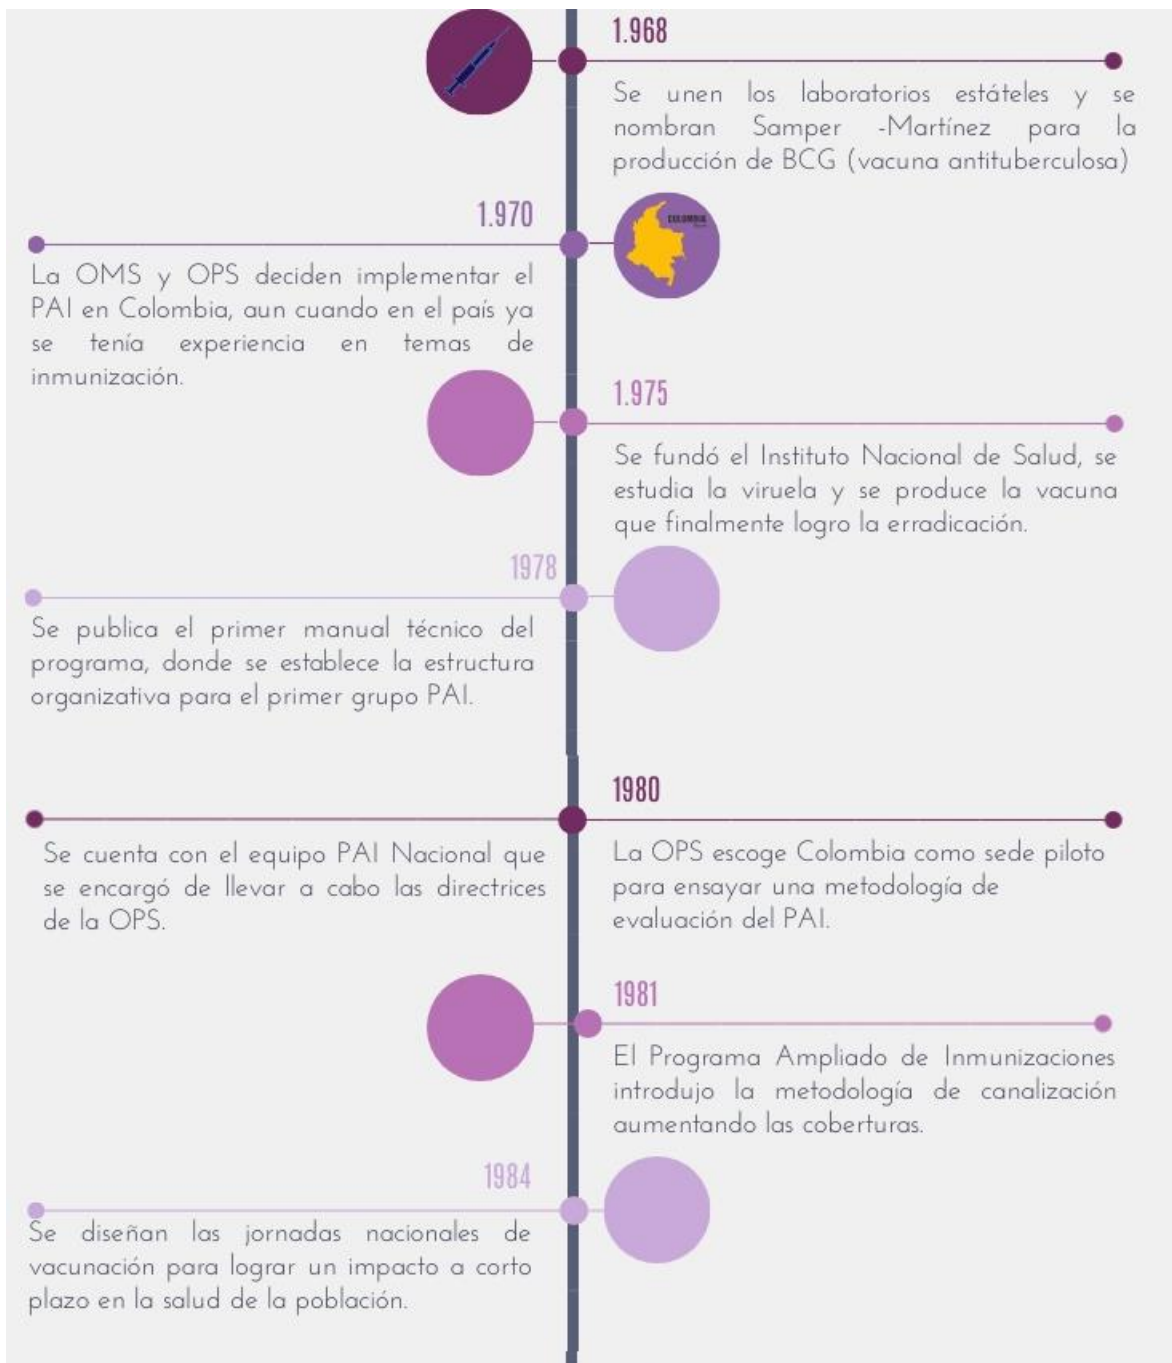 1.968
Se unen los laboratorios estáteles y se
nombran Samper -Martínez para la
producción de BCG (vacuna antituberculosa)
1.970
COLOMBIA
La OMS y OPS deciden implementar el
PAI en Colombia, aun cuando en el país ya
se tenía experiencia en temas de
inmunización.
1.975
Se fundó el Instituto Nacional de Salud, se
estudia la viruela y se produce la vacuna
que finalmente logro la erradicación.
1978
Se publica el primer manual técnico del
programa, donde se establece la estructura
organizativa para el primer grupo PAI.
1980
Se cuenta con el equipo PAI Nacional que
se encargó de llevar a cabo las directrices
de la OPS.
La OPS escoge Colombia como sede piloto
para ensayar una metodología de
evaluación del PAI.
1981
El Programa Ampliado de Inmunizaciones
introdujo la metodología de canalización
aumentando las coberturas.
1984
Se diseñan las jornadas nacionales de
vacunación para lograr un impacto a corto
plazo en la salud de la población.